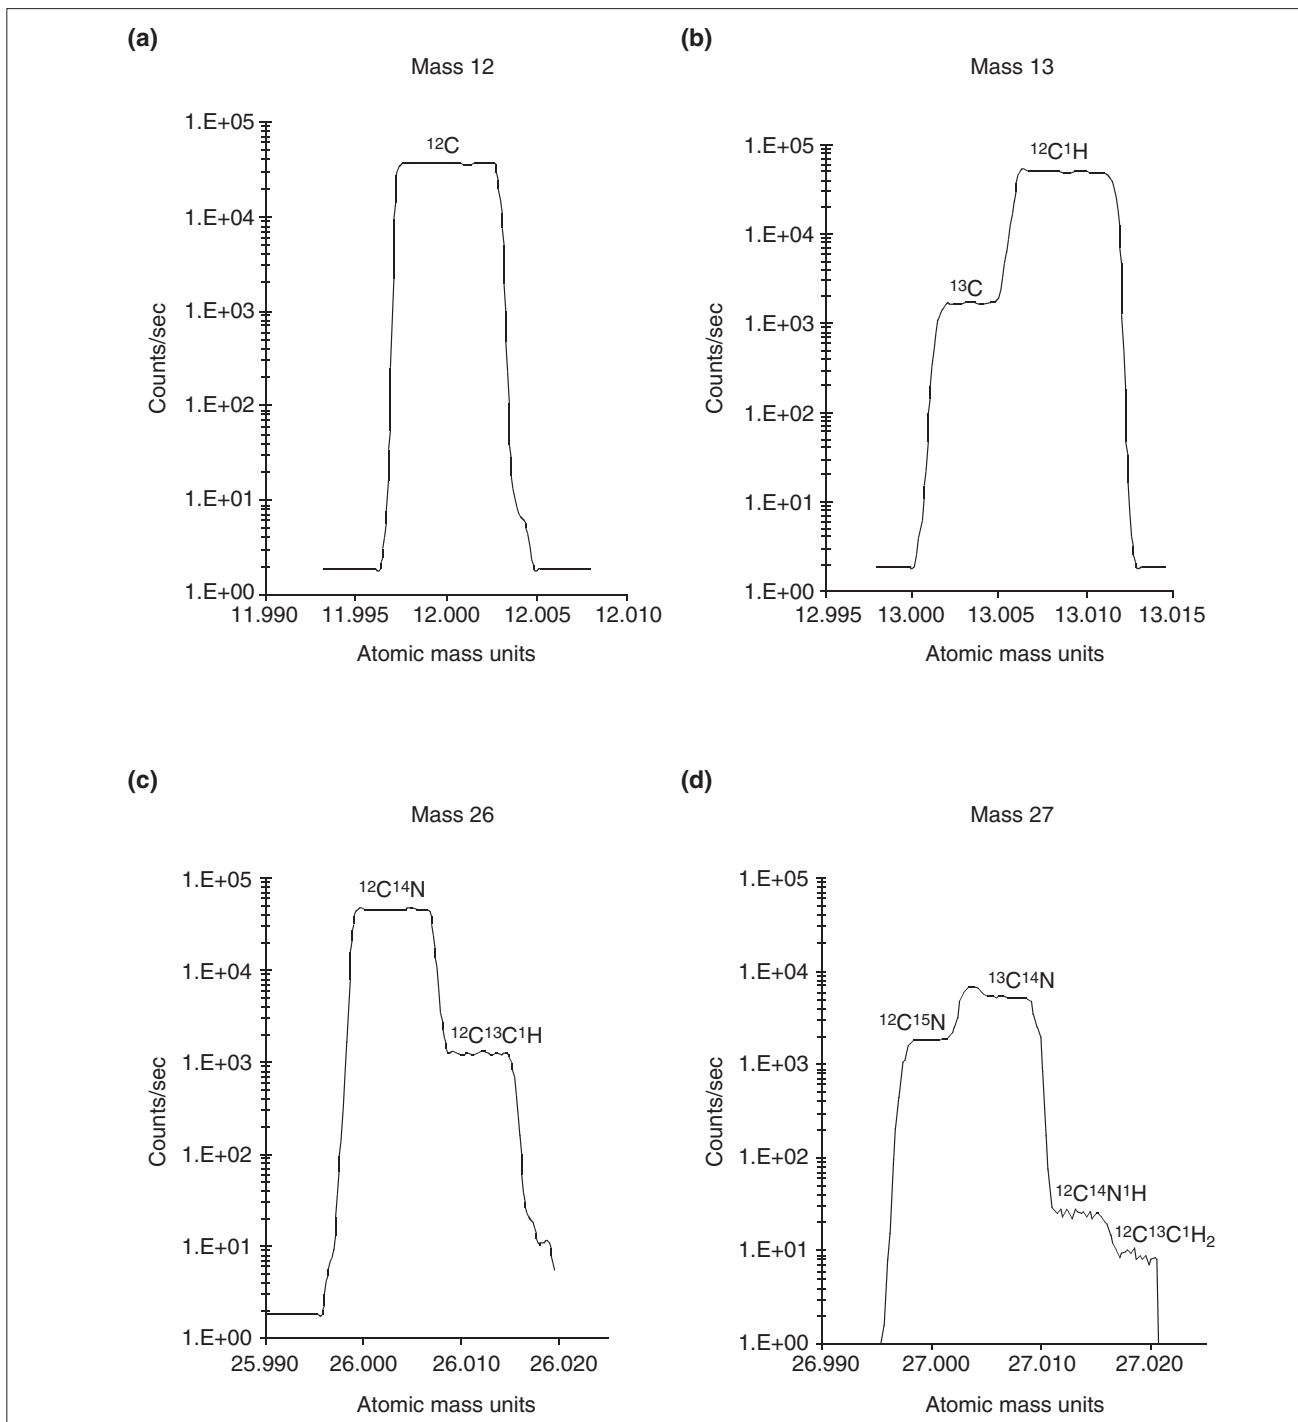 (a)
Mass 12
1.E+05
1.E+04
1.E+03
1.E+02
1.E+01
1.E+00
Counts/sec
¹²C
11.990 11.995 12.000 12.005 12.010
Atomic mass units
(b)
Mass 13
1.E+05
1.E+04
1.E+03
1.E+02
1.E+01
1.E+00
Counts/sec
¹²C¹H
¹³C
12.995 13.000 13.005 13.010 13.015
Atomic mass units
(c)
Mass 26
1.E+05
1.E+04
1.E+03
1.E+02
1.E+01
1.E+00
Counts/sec
¹²C¹⁴N
¹²C¹³C¹H
25.990 26.000 26.010 26.020
Atomic mass units
(d)
Mass 27
1.E+05
1.E+04
1.E+03
1.E+02
1.E+01
1.E+00
Counts/sec
¹³C¹⁴N
¹²C¹⁵N
¹²C¹⁴N¹H
¹²C¹³C¹H₂
26.990 27.000 27.010 27.020
Atomic mass units